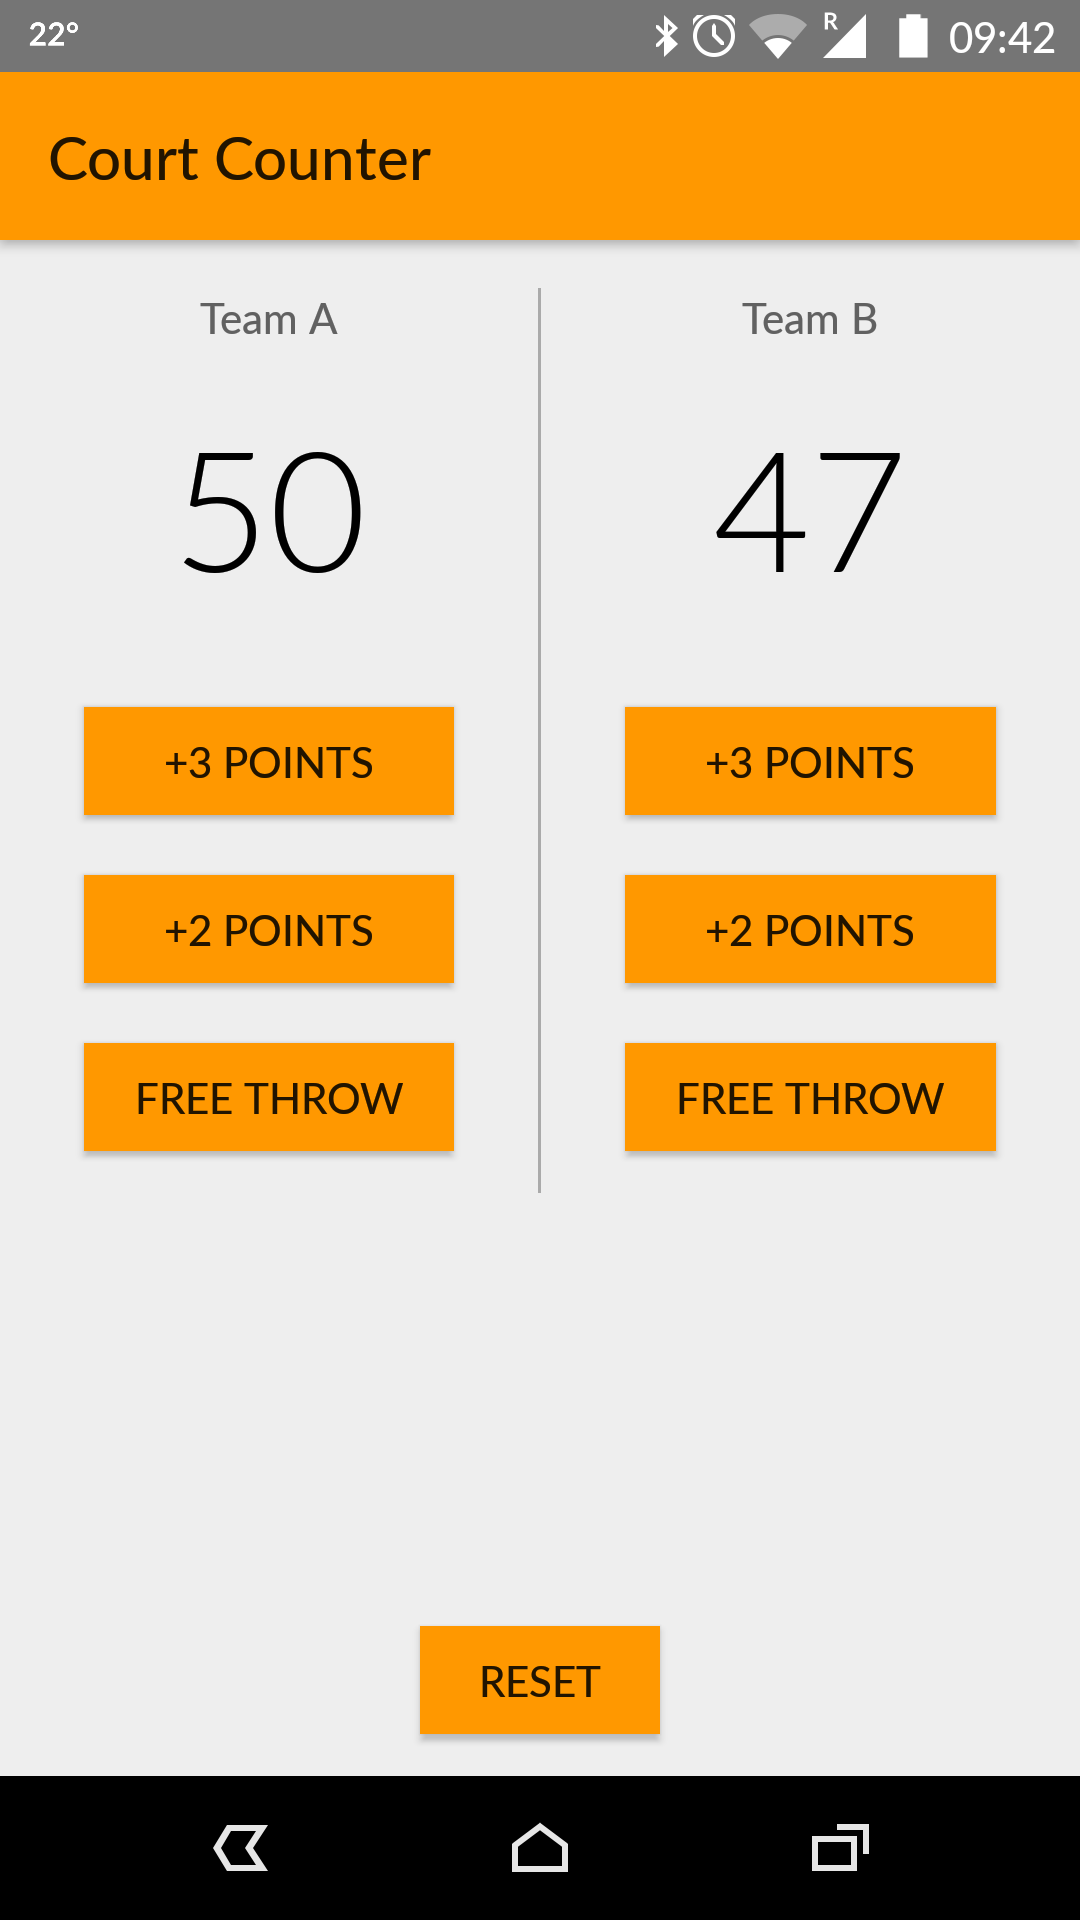 22°
R
09:42
Court Counter
Team A
Team B
50
47
+3 POINTS
+3 POINTS
+2 POINTS
+2 POINTS
FREE THROW
FREE THROW
RESET